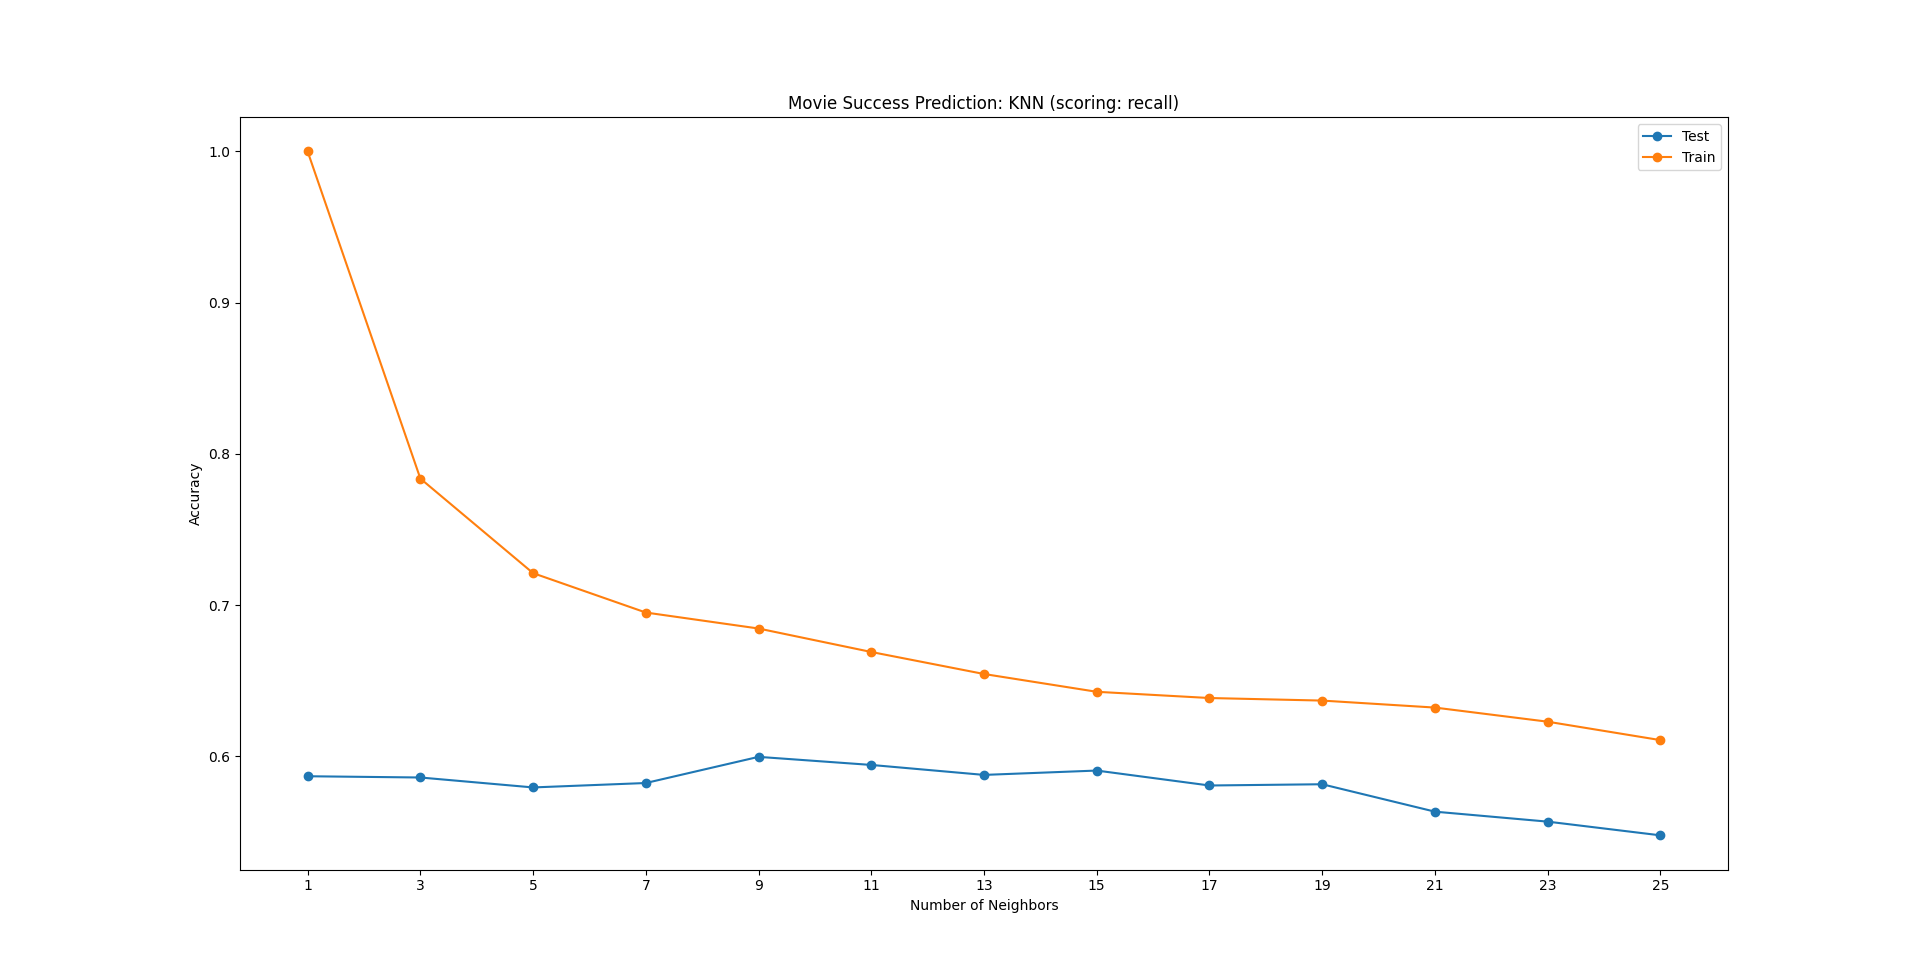 Movie Success Prediction: KNN (scoring: recall)
Test
Train
Accuracy
1.0
0.9
0.8
0.7
0.6
1 3 5 7 9 11 13 15 17 19 21 23 25
Number of Neighbors